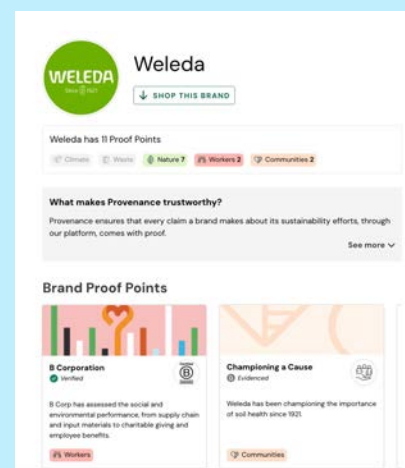 WELEDA
Since 1921
Weleda
SHOP THIS BRAND
Weleda has 11 Proof Points
Climate Waste Nature 7 Workers 2 Communities 2
What makes Provenance trustworthy?
Provenance ensures that every claim a brand makes about its sustainability efforts, through
our platform, comes with proof.
See more
Brand Proof Points
B Corporation
Verified
B Corp has assessed the social and
environmental performance, from supply chain
and input materials to charitable giving and
employee benefits.
Workers
Championing a Cause
Evidenced
Weleda has been championing the importance
of soil health since 1921.
Communities